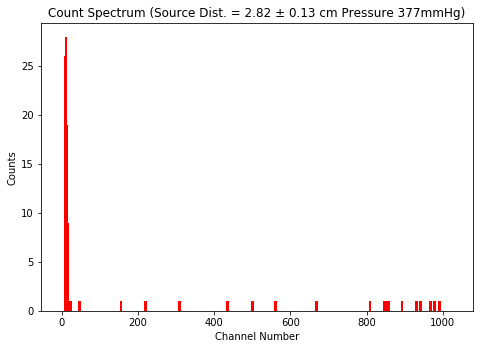 Count Spectrum (Source Dist. = 2.82 ± 0.13 cm Pressure 377mmHg)
25
20
15
10
5
0
Counts
0 200 400 600 800 1000
Channel Number